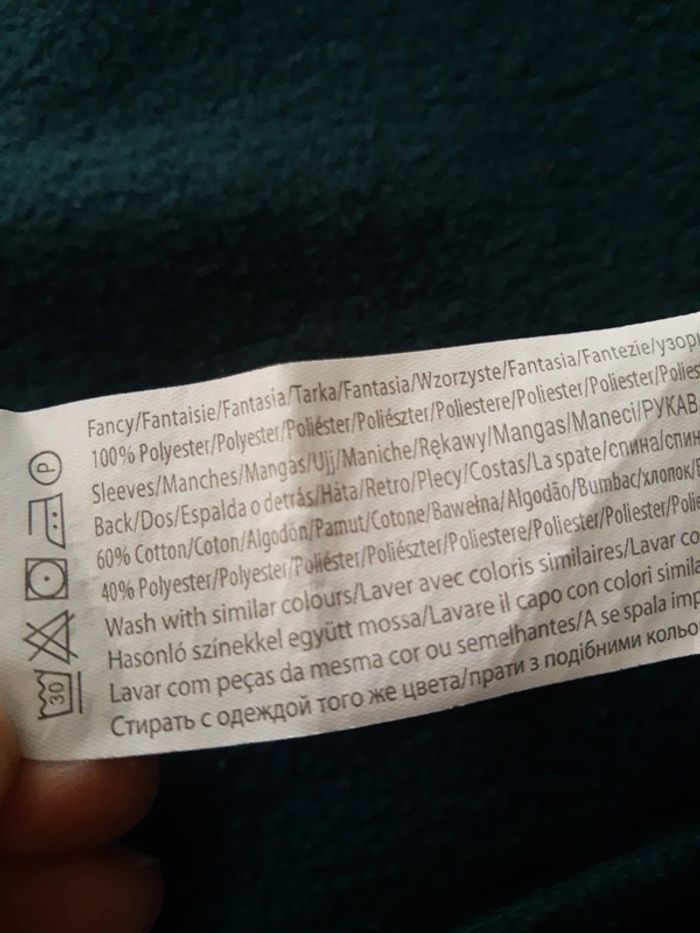 Fancy/Fantaisie/Fantasía/Tarka/Fantasia/Wzorzyste/Fantasia/Fantezie/узор
100% Polyester/Polyester/Poliéster/Poliészter/Poliestere/Poliester/Poliester/Polies
Sleeves/Manches/Mangas/Ujj/Maniche/Rękawy/Mangas/Maneci/РУКАВ
Back/Dos/Espalda o detrás/Háta/Retro/Plecy/Costas/La spate/спина/спин
60% Cotton/Coton/Algodón/Pamut/Cotone/Bawełna/Algodão/Bumbac/хлопок/
40% Polyester/Polyester/Poliéster/Poliészter/Poliestere/Poliester/Poliester/Polie
Wash with similar colours/Laver avec coloris similaires/Lavar co
Hasonló színekkel együtt mossa/Lavare il capo con colori simila
Lavar com peças da mesma cor ou semelhantes/A se spala imp
Стирать с одеждой того же цвета/прати з подібними кольо
P
30